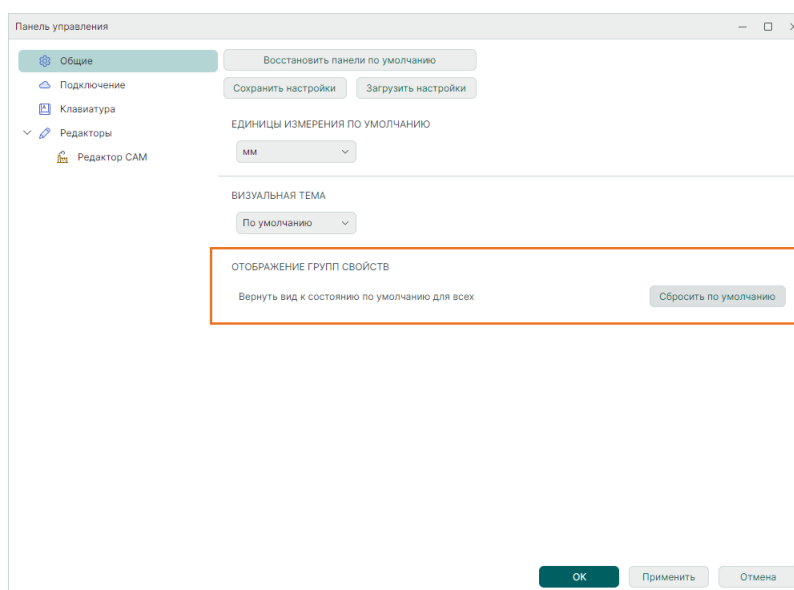 Панель управления
Общие
Подключение
Клавиатура
Редакторы
Редактор CAM
Восстановить панели по умолчанию
Сохранить настройки
Загрузить настройки
ЕДИНИЦЫ ИЗМЕРЕНИЯ ПО УМОЛЧАНИЮ
мм
ВИЗУАЛЬНАЯ ТЕМА
По умолчанию
ОТОБРАЖЕНИЕ ГРУПП СВОЙСТВ
Вернуть вид к состоянию по умолчанию для всех
Сбросить по умолчанию
ОК
Применить
Отмена